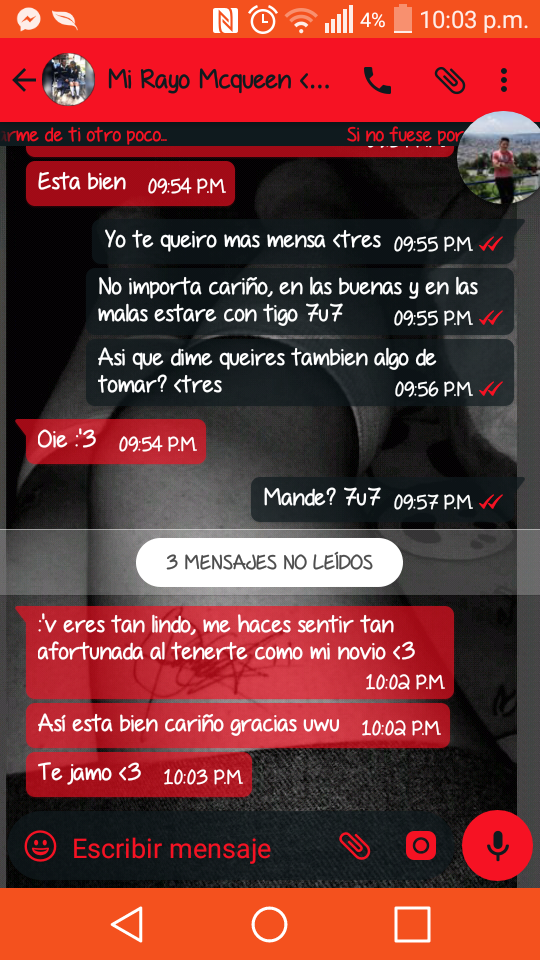 4% 10:03 p.m.
Mi Rayo Mcqueen <...
arme de ti otro poco... Si no fuese por
Esta bien 09:54 P.M
Yo te queiro mas mensa <tres 09:55 P.M
No importa cariño, en las buenas y en las
malas estare con tigo 7u7 09:55 P.M
Asi que dime queires tambien algo de
tomar? <tres 09:56 P.M
Oie :'3 09:54 P.M
Mande? 7u7 09:57 P.M
3 MENSAJES NO LEÍDOS
:'v eres tan lindo, me haces sentir tan
afortunada al tenerte como mi novio <3
10:02 P.M
Así esta bien cariño gracias uwu 10:02 P.M
Te jamo <3 10:03 P.M
Escribir mensaje